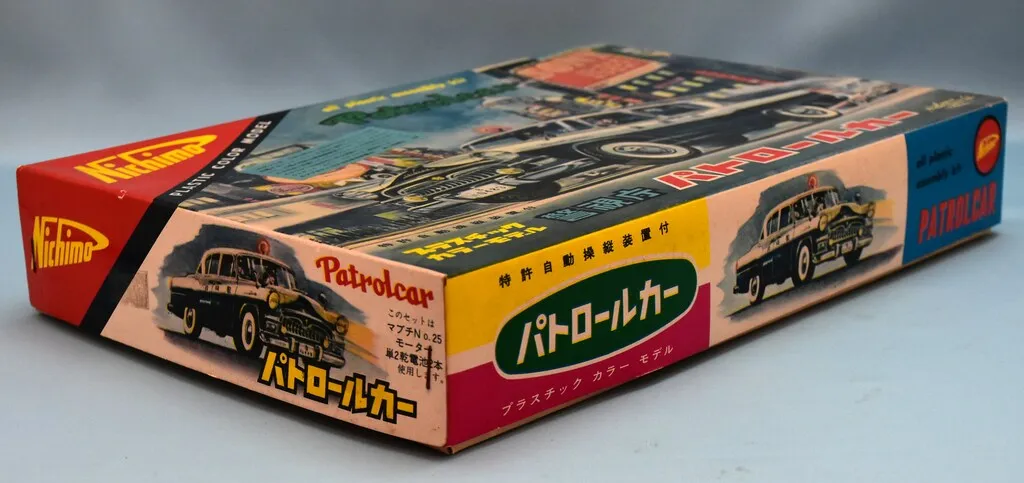 Nichimo
PLASTIC COLOR MODEL
警視庁
パトロールカー
プラスチック
カラーモデル
Nichimo
Patrolcar
このセットは
マブチNo.25
モーター
単2乾電池2本
使用します。
パトロールカー
特許自動操縦装置付
パトロールカー
プラスチック カラー モデル
all plastic
assembly kit
PATROLCAR
Nichimo